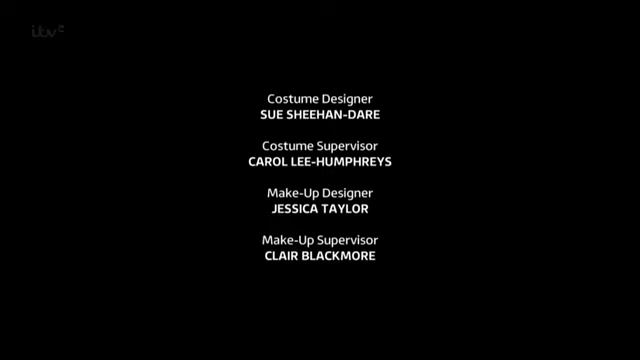 itv
Costume Designer
SUE SHEEHAN-DARE
Costume Supervisor
CAROL LEE-HUMPHREYS
Make-Up Designer
JESSICA TAYLOR
Make-Up Supervisor
CLAIR BLACKMORE